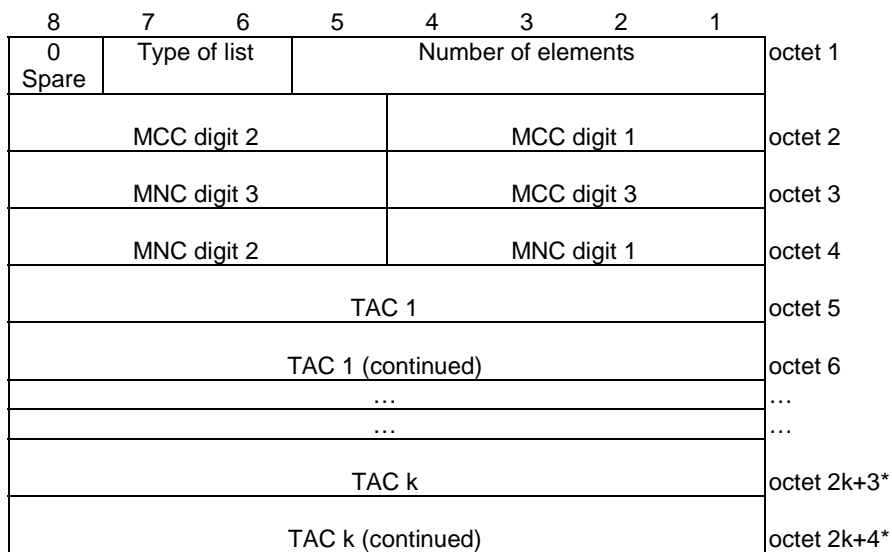 8 7 6 5 4 3 2 1
0 Type of list Number of elements octet 1
Spare
MCC digit 2 MCC digit 1 octet 2
MNC digit 3 MCC digit 3 octet 3
MNC digit 2 MNC digit 1 octet 4
TAC 1 octet 5
TAC 1 (continued) octet 6
… …
… …
TAC k octet 2k+3*
TAC k (continued) octet 2k+4*